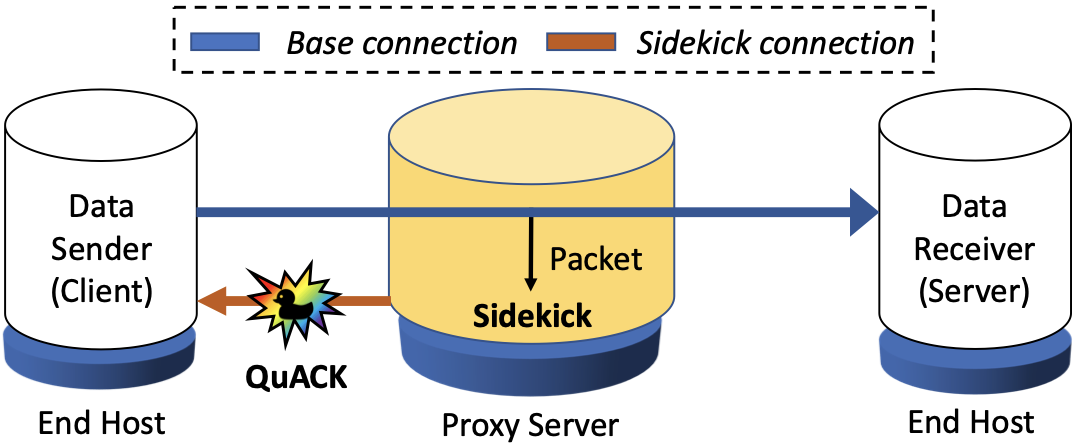 Base connection
Sidekick connection
Data
Sender
(Client)
Packet
Sidekick
QuACK
Data
Receiver
(Server)
End Host
Proxy Server
End Host